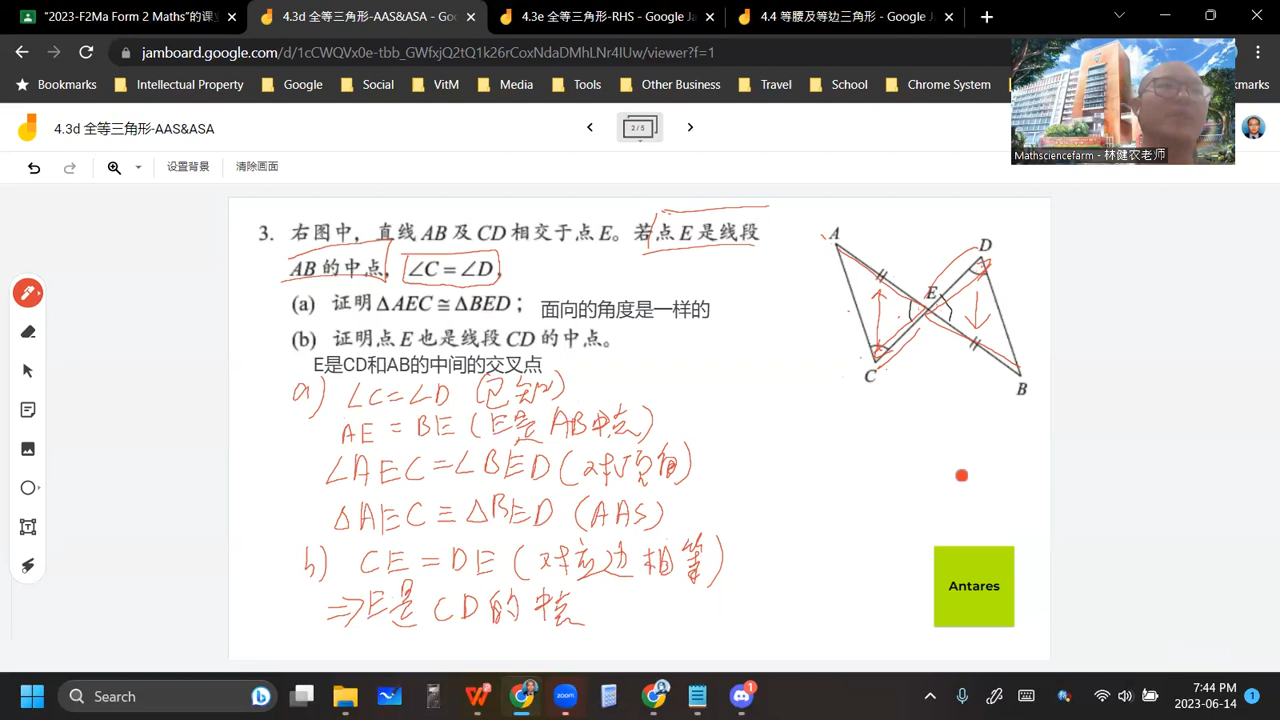 2023-"F2Ma Form 2 Maths"的课
4.3d 全等三角形-AAS&ASA - Goog
4.3e 全等三角形-RHS - Google Ja
4.4 等腰及等边三角形 - Google J
jamboard.google.com/d/1cCWQV
viewer?f=1
Bookmarks
Intellectual Property
Google
Social
VitM
Media
Tools
Other Bookmarks
Travel
School
Chrome System
Mathsciencefarm - 林健农老师
4.3d 全等三角形-AAS&ASA
2/5
设置背景
清除画面
3. 右图中，直线 AB 及 CD 相交于点 E。若点 E 是线段
AB 的中点，∠C = ∠D，
(a) 证明 ΔAEC ≅ ΔBED； 面向的角度是一样的
(b) 证明点 E 也是线段 CD 的中点。
E是CD和AB的中间的交叉点
A
D
E
C
B
a) ∠C = ∠D (已知)
AE = BE (E是AB中点)
∠AEC = ∠BED (对顶角)
ΔAEC ≡ ΔBED (AAS)
b) CE = DE (对应边相等)
⇒ E是 CD 的 中点
Antares
Search
zoom
1
7:44 PM
2023-06-14
1